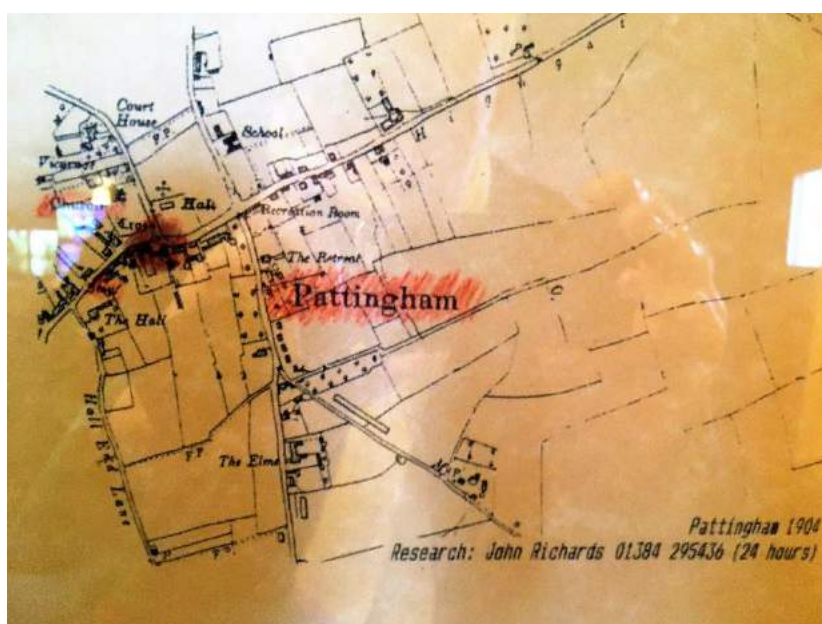 Court
House
School
Vicarage
Church
Hall
Recreation Room
The Retreat
Pattingham
The Hall
Hall End Lane
The Elms
F.P.
Pattingham 1904
Research: John Richards 01384 295436 (24 hours)